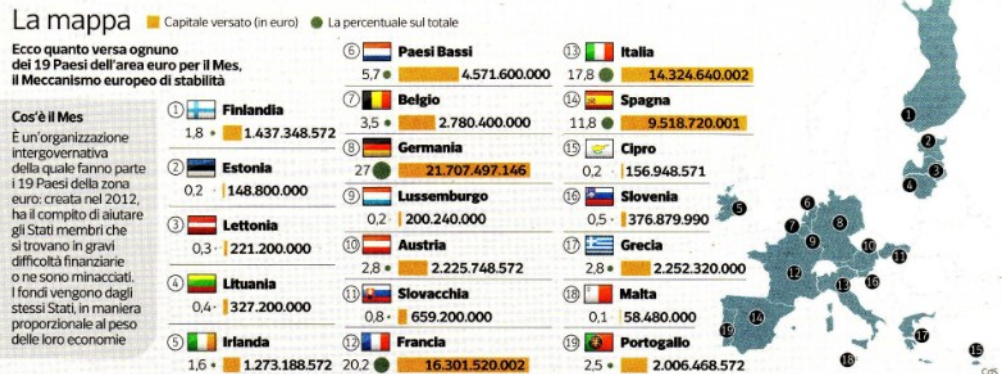 La mappa
Capitale versato (in euro)
La percentuale sul totale
Ecco quanto versa ognuno
dei 19 Paesi dell'area euro per il Mes,
il Meccanismo europeo di stabilità
Cos'è il Mes
È un'organizzazione
intergovernativa
della quale fanno parte
i 19 Paesi della zona
euro: creata nel 2012,
ha il compito di aiutare
gli Stati membri che
si trovano in gravi
difficoltà finanziarie
o ne sono minacciati.
I fondi vengono dagli
stessi Stati, in maniera
proporzionale al peso
delle loro economie
1 Finlandia
1,8 1.437.348.572
2 Estonia
0,2 148.800.000
3 Lettonia
0,3 221.200.000
4 Lituania
0,4 327.200.000
5 Irlanda
1,6 1.273.188.572
6 Paesi Bassi
5,7 4.571.600.000
7 Belgio
3,5 2.780.400.000
8 Germania
27 21.707.497.146
9 Lussemburgo
0,2 200.240.000
10 Austria
2,8 2.225.748.572
11 Slovacchia
0,8 659.200.000
12 Francia
20,2 16.301.520.002
13 Italia
17,8 14.324.640.002
14 Spagna
11,8 9.518.720.001
15 Cipro
0,2 156.948.571
16 Slovenia
0,5 376.879.990
17 Grecia
2,8 2.252.320.000
18 Malta
0,1 58.480.000
19 Portogallo
2,5 2.006.468.572
1
2
3
4
5
6
7
8
9
10
11
12
13
16
14
19
17
18
15
CdS